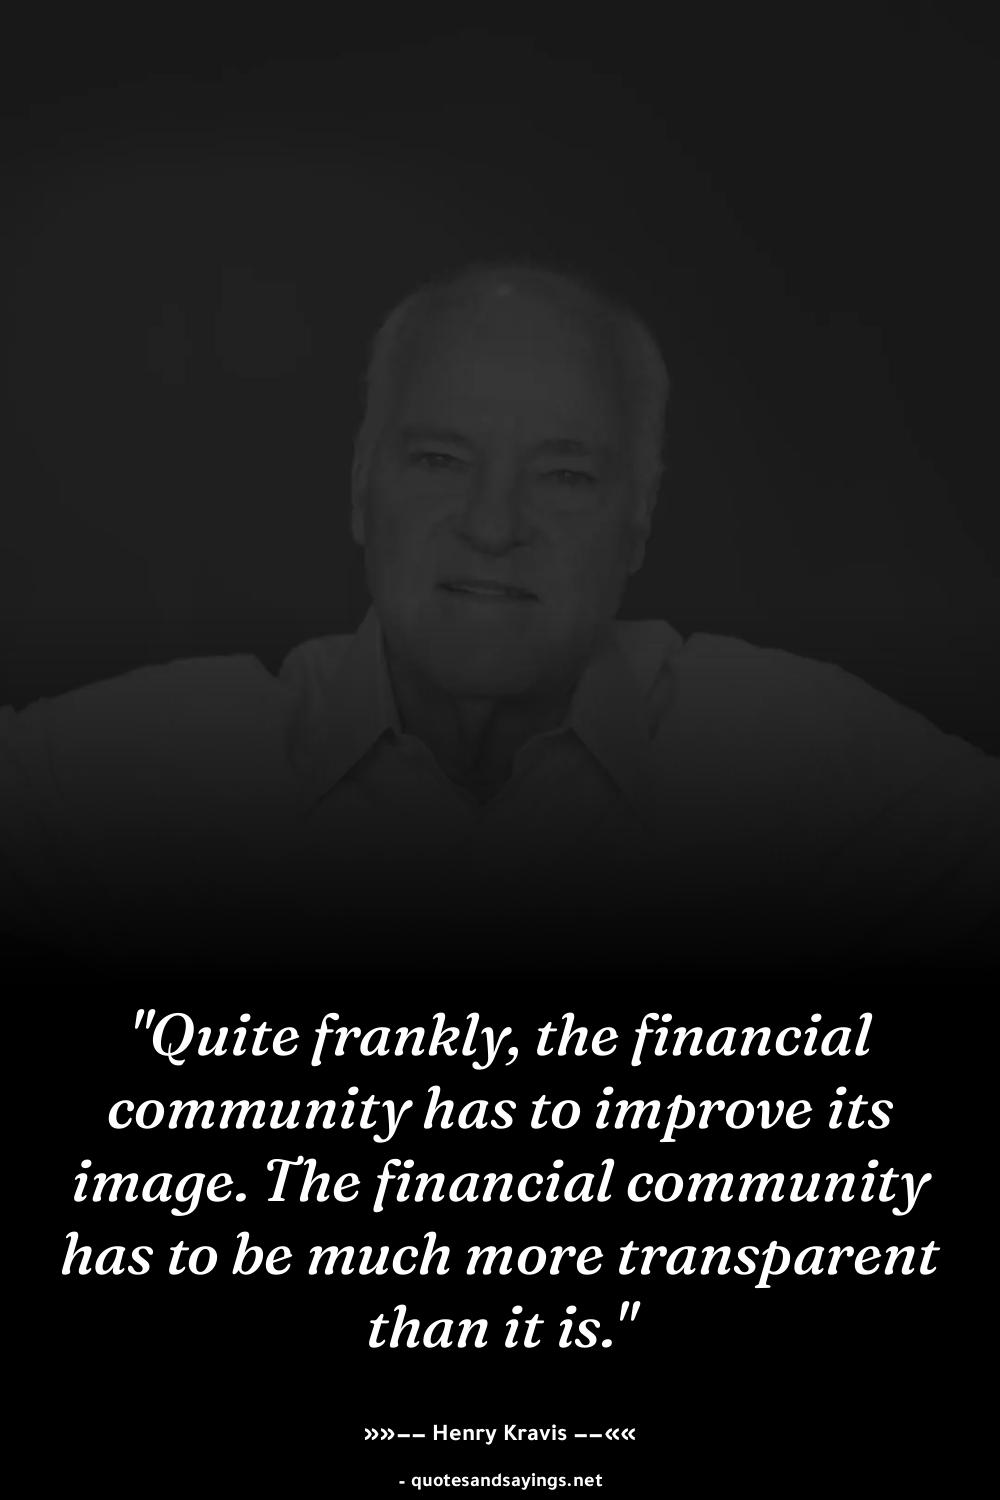 "Quite frankly, the financial
community has to improve its
image. The financial community
has to be much more transparent
than it is."
»»–– Henry Kravis ––««
- quotesandsayings.net